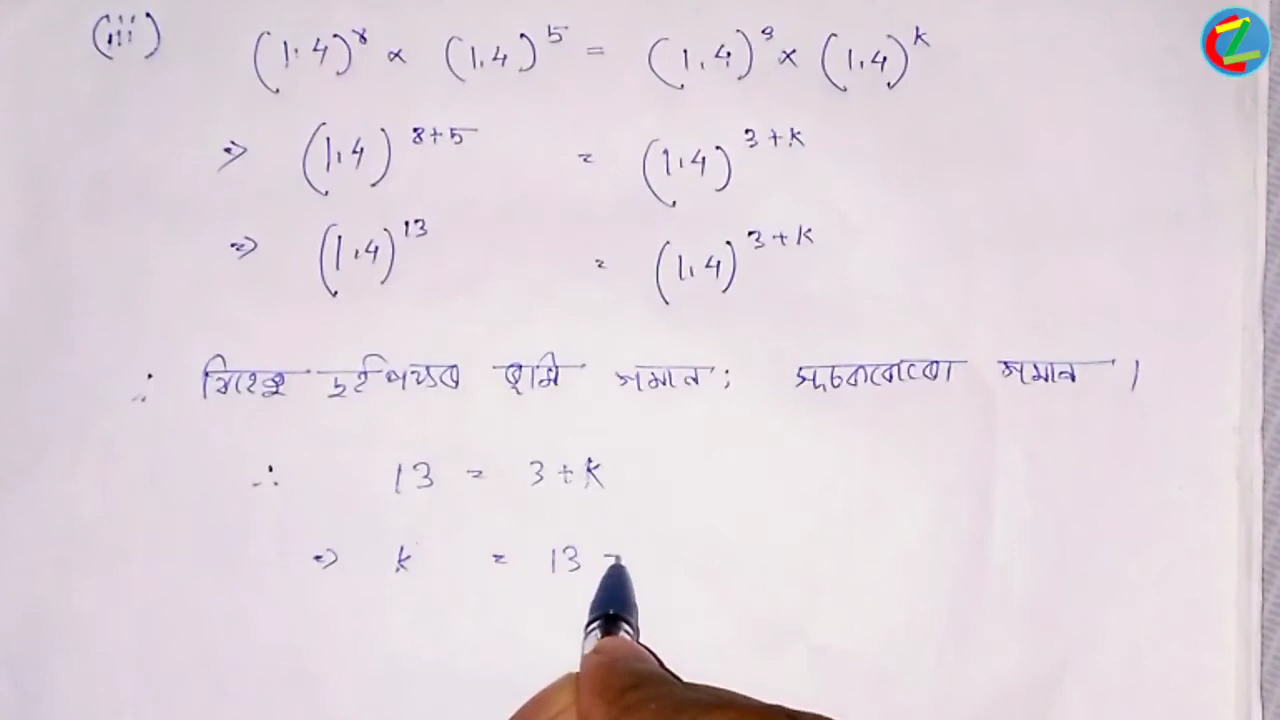 (iii) (1.4)⁸ × (1.4)⁵ = (1.4)³ × (1.4)ᵏ
⇒ (1.4)⁸⁺⁵ = (1.4)³⁺ᵏ
⇒ (1.4)¹³ = (1.4)³⁺ᵏ
∴ যিহেতু দুইপক্ষৰ ভূমি সমান; সূচকবোৰো সমান ।
∴ 13 = 3 + k
⇒ k = 13 -